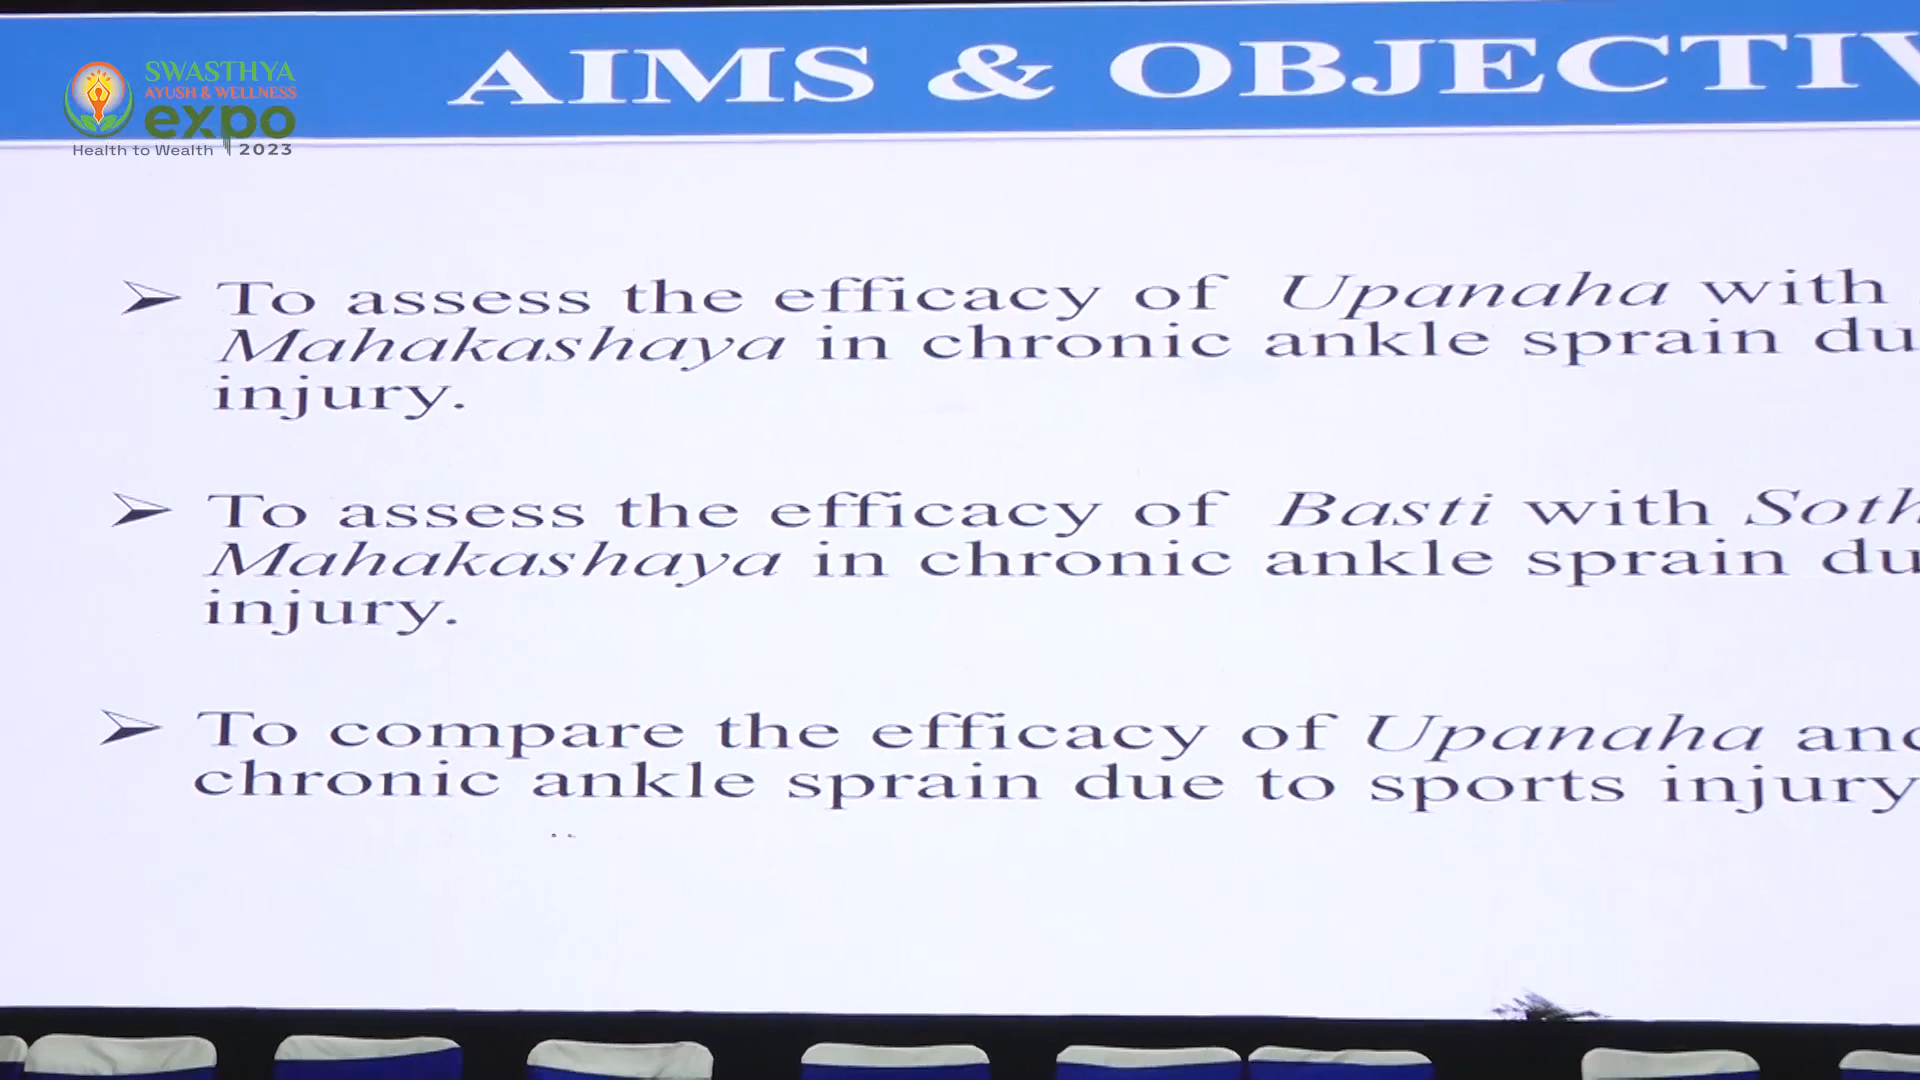 SWASTHYA
AYUSH & WELLNESS
expo
Health to Wealth 2023
AIMS & OBJECTIV
➢ To assess the efficacy of Upanaha with
Mahakashaya in chronic ankle sprain du
injury.
➢ To assess the efficacy of Basti with Soth
Mahakashaya in chronic ankle sprain du
injury.
➢ To compare the efficacy of Upanaha and
chronic ankle sprain due to sports injury